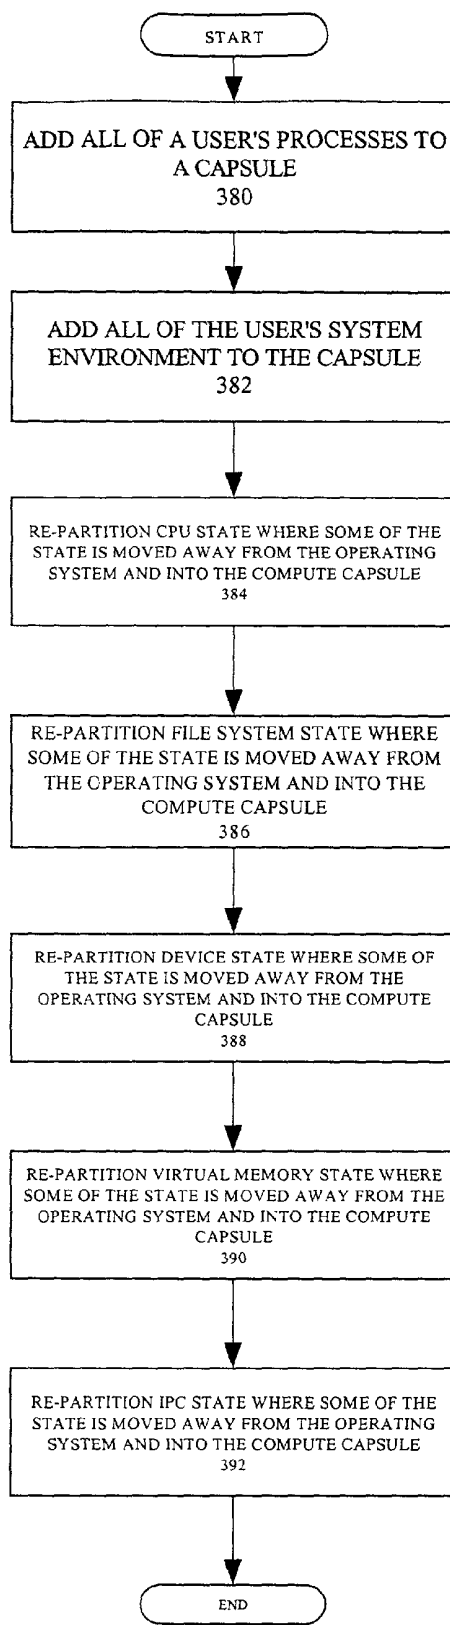 START
ADD ALL OF A USER'S PROCESSES TO
A CAPSULE
380
ADD ALL OF THE USER'S SYSTEM
ENVIRONMENT TO THE CAPSULE
382
RE-PARTITION CPU STATE WHERE SOME OF THE
STATE IS MOVED AWAY FROM THE OPERATING
SYSTEM AND INTO THE COMPUTE CAPSULE
384
RE-PARTITION FILE SYSTEM STATE WHERE
SOME OF THE STATE IS MOVED AWAY FROM
THE OPERATING SYSTEM AND INTO THE
COMPUTE CAPSULE
386
RE-PARTITION DEVICE STATE WHERE SOME OF
THE STATE IS MOVED AWAY FROM THE
OPERATING SYSTEM AND INTO THE COMPUTE
CAPSULE
388
RE-PARTITION VIRTUAL MEMORY STATE WHERE
SOME OF THE STATE IS MOVED AWAY FROM THE
OPERATING SYSTEM AND INTO THE COMPUTE
CAPSULE
390
RE-PARTITION IPC STATE WHERE SOME OF THE
STATE IS MOVED AWAY FROM THE OPERATING
SYSTEM AND INTO THE COMPUTE CAPSULE
392
END